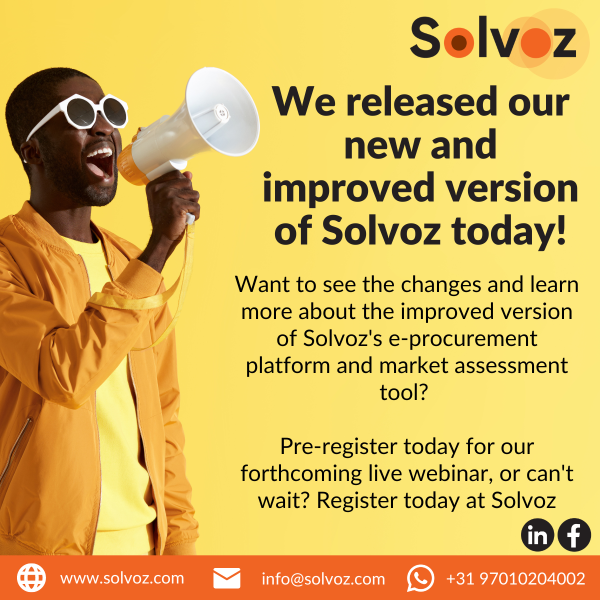 Solvoz
We released our
new and
improved version
of Solvoz today!
Want to see the changes and learn
more about the improved version
of Solvoz's e-procurement
platform and market assessment
tool?
Pre-register today for our
forthcoming live webinar, or can't
wait? Register today at Solvoz
in f
www.solvoz.com info@solvoz.com +31 97010204002